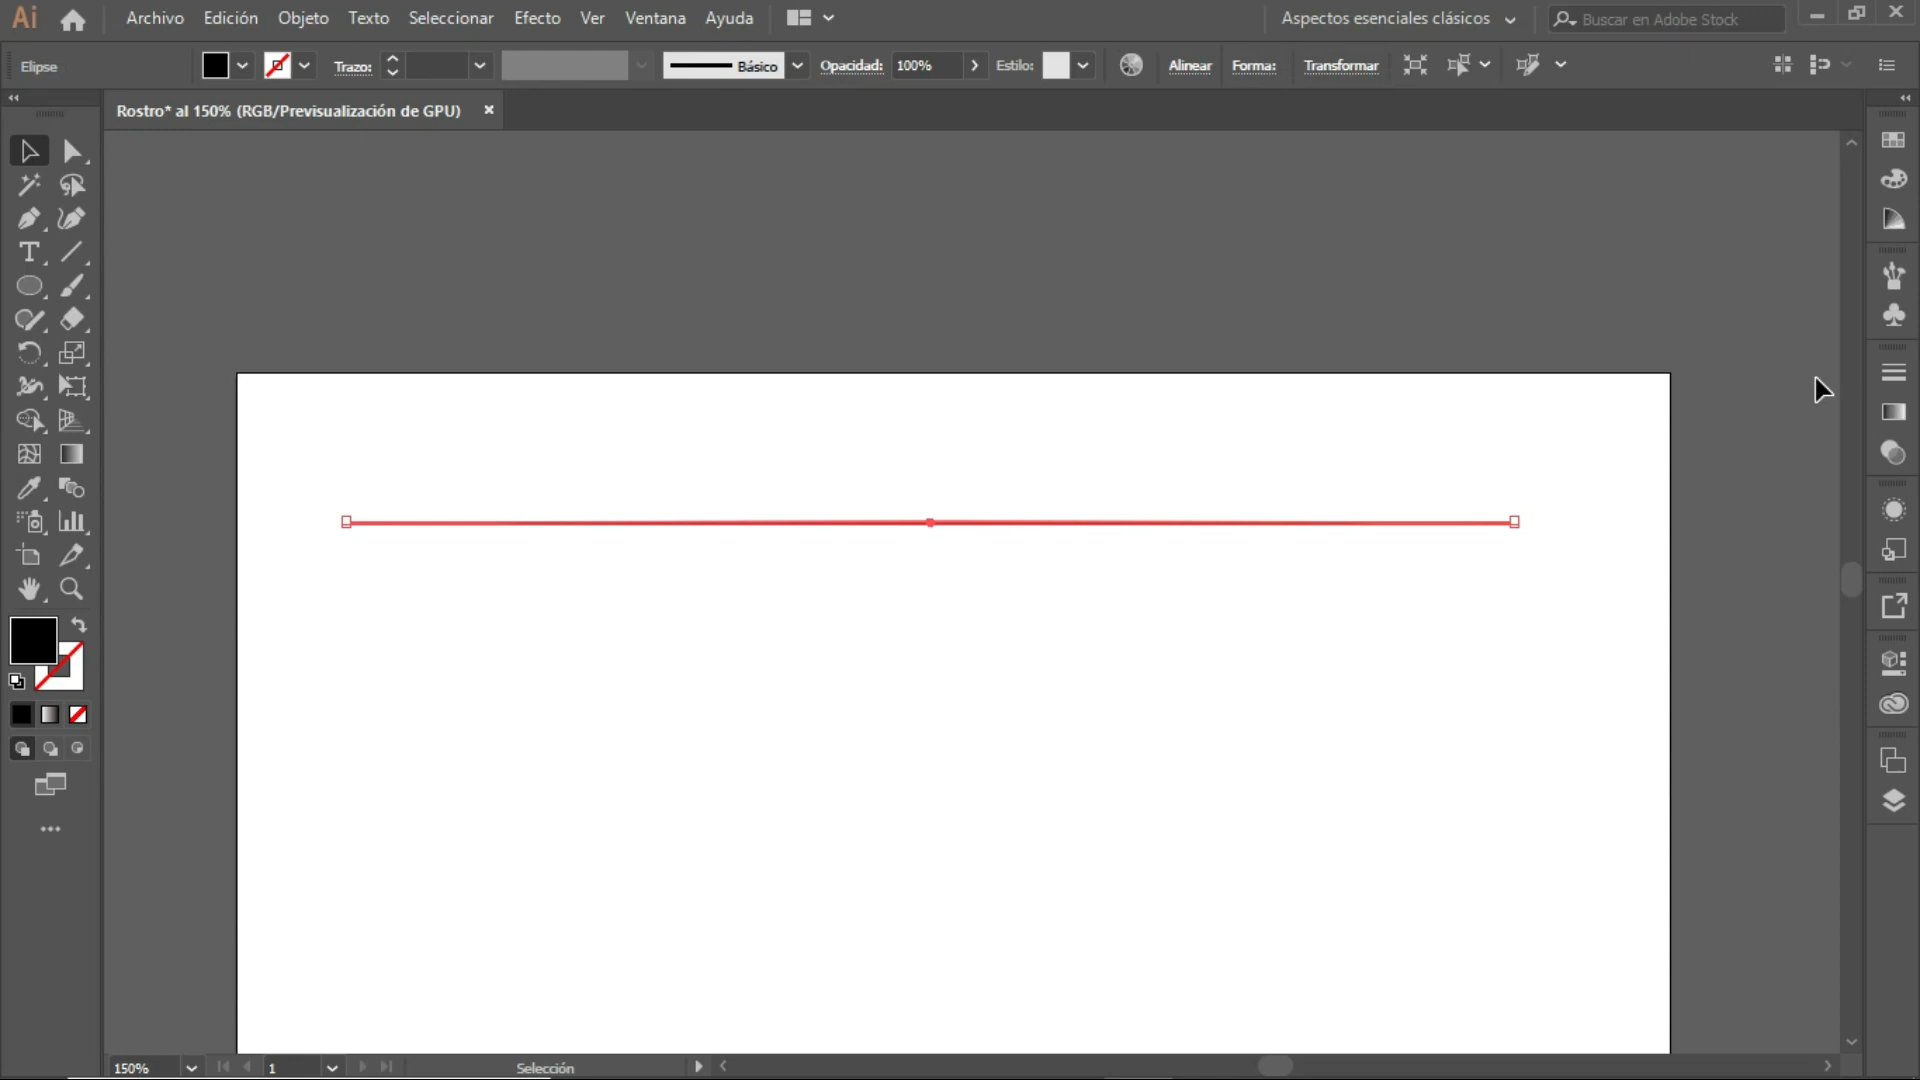 Ai Archivo Edición Objeto Texto Seleccionar Efecto Ver Ventana Ayuda Aspectos esenciales clásicos Buscar en Adobe Stock
Elipse Trazo: Básico Opacidad: 100% Estilo: Alinear Forma: Transformar
Rostro* al 150% (RGB/Previsualización de GPU)
150% 1 Selección